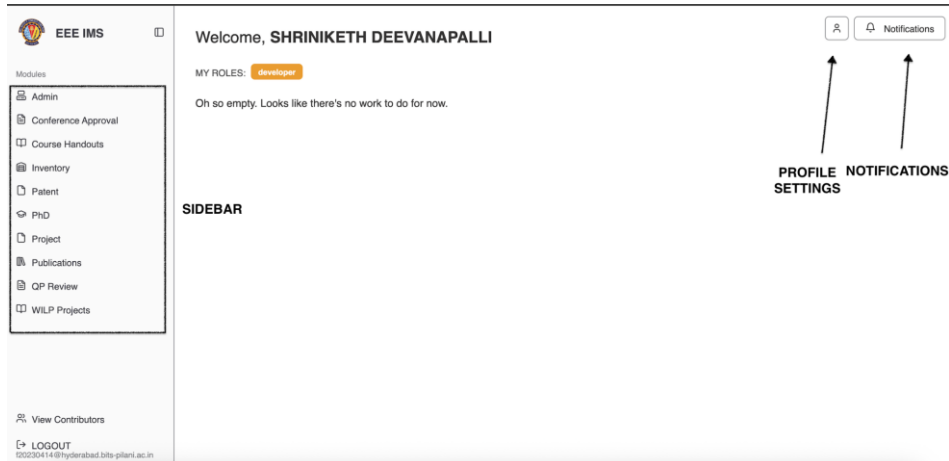 EEE IMS
Modules
Admin
Conference Approval
Course Handouts
Inventory
Patent
PhD
Project
Publications
QP Review
WILP Projects
View Contributors
LOGOUT
f20230414@hyderabad.bits-pilani.ac.in
Welcome, SHRINIKETH DEEVANAPALLI
MY ROLES: developer
Oh so empty. Looks like there's no work to do for now.
SIDEBAR
Notifications
PROFILE
SETTINGS
NOTIFICATIONS